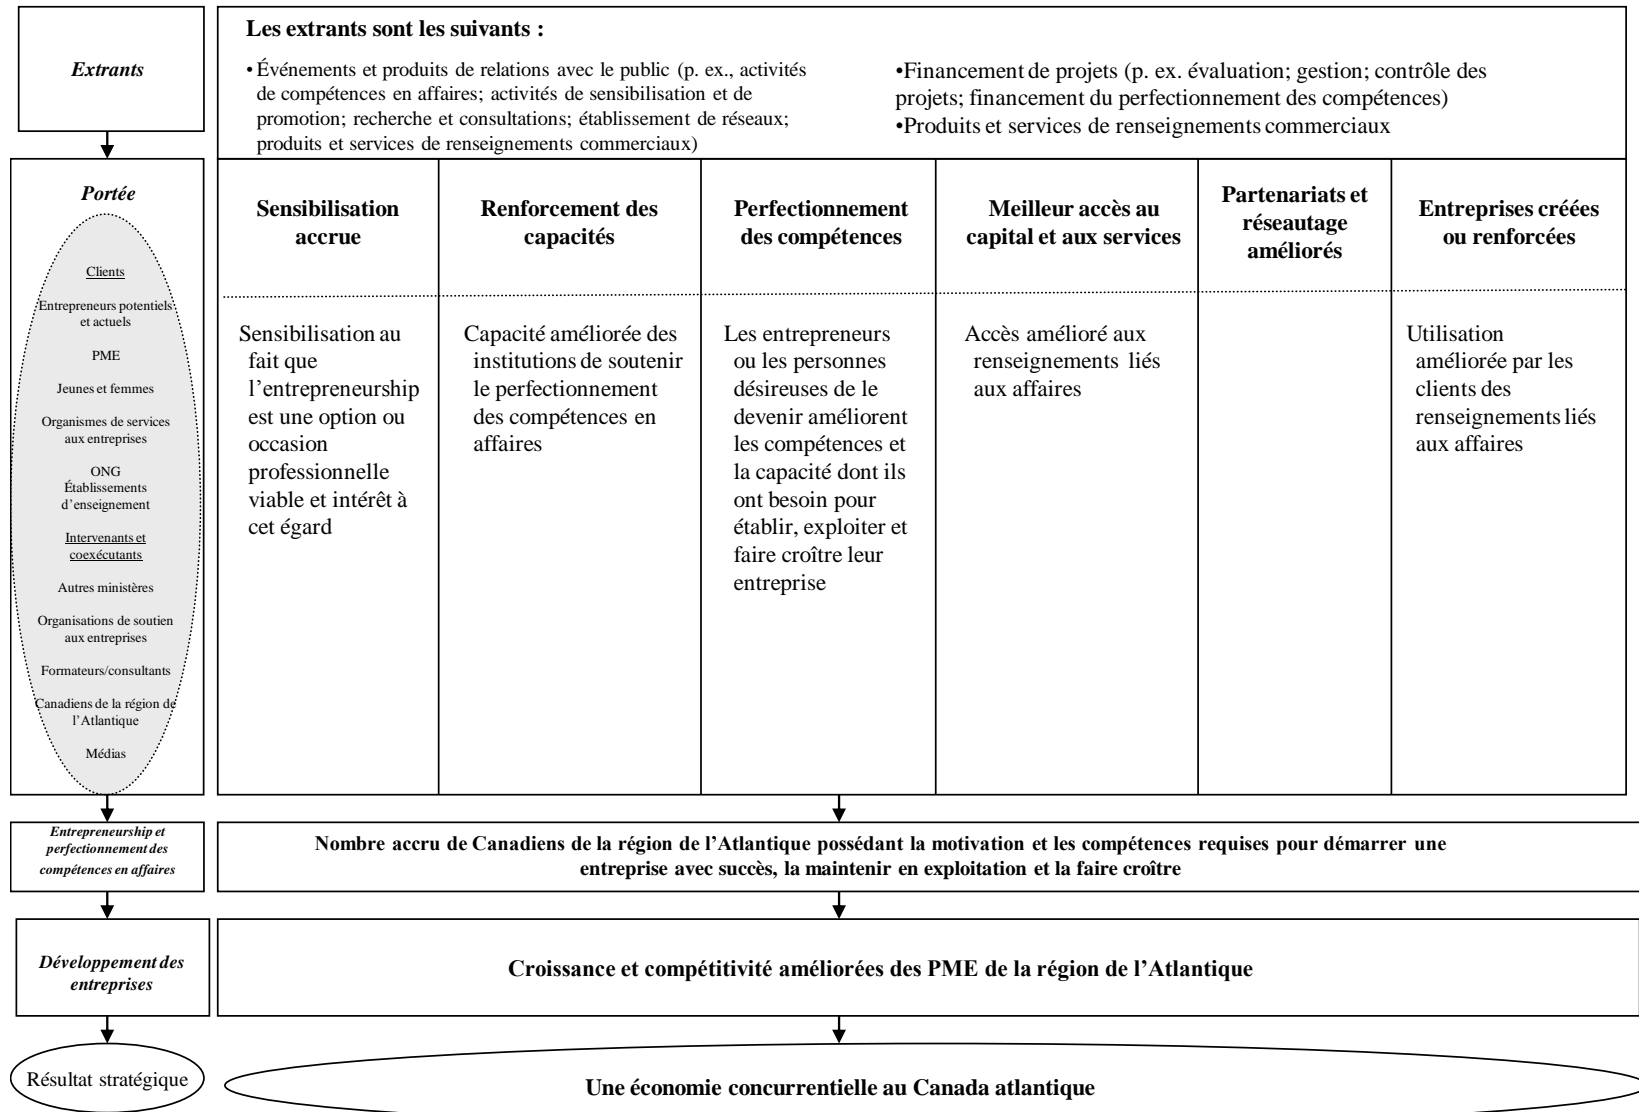 Extrants
Les extrants sont les suivants :
• Événements et produits de relations avec le public (p. ex., activités
de compétences en affaires; activités de sensibilisation et de
promotion; recherche et consultations; établissement de réseaux;
produits et services de renseignements commerciaux)
•Financement de projets (p. ex. évaluation; gestion; contrôle des
projets; financement du perfectionnement des compétences)
•Produits et services de renseignements commerciaux
Portée
Clients
Entrepreneurs potentiels
et actuels
PME
Jeunes et femmes
Organismes de services
aux entreprises
ONG
Établissements
d’enseignement
Intervenants et
coexécutants
Autres ministères
Organisations de soutien
aux entreprises
Formateurs/consultants
Canadiens de la région de
l’Atlantique
Médias
Sensibilisation
accrue
Sensibilisation au
fait que
l’entrepreneurship
est une option ou
occasion
professionnelle
viable et intérêt à
cet égard
Renforcement des
capacités
Capacité améliorée des
institutions de soutenir
le perfectionnement
des compétences en
affaires
Perfectionnement
des compétences
Les entrepreneurs
ou les personnes
désireuses de le
devenir améliorent
les compétences et
la capacité dont ils
ont besoin pour
établir, exploiter et
faire croître leur
entreprise
Meilleur accès au
capital et aux services
Accès amélioré aux
renseignements liés
aux affaires
Partenariats et
réseautage
améliorés
Entreprises créées
ou renforcées
Utilisation
améliorée par les
clients des
renseignements liés
aux affaires
Entrepreneurship et
perfectionnement des
compétences en affaires
Nombre accru de Canadiens de la région de l’Atlantique possédant la motivation et les compétences requises pour démarrer une
entreprise avec succès, la maintenir en exploitation et la faire croître
Développement des
entreprises
Croissance et compétitivité améliorées des PME de la région de l’Atlantique
Résultat stratégique
Une économie concurrentielle au Canada atlantique